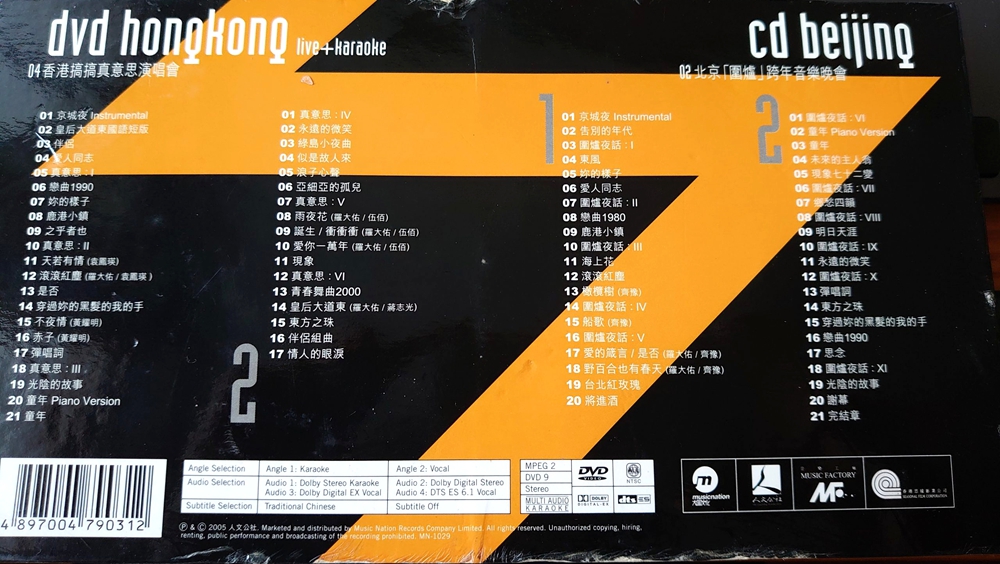 dvd hongkong live+karaoke
04香港搞搞真意思演唱會
01 京城夜 Instrumental
02 皇后大道東國語短版
03 伴侶
04 愛人同志
05 真意思 : I
06 戀曲1990
07 妳的樣子
08 鹿港小鎮
09 之乎者也
10 真意思 : II
11 天若有情 (袁鳳瑛)
12 滾滾紅塵 (羅大佑 / 袁鳳瑛)
13 是否
14 穿過妳的黑髮的我的手
15 不夜情 (黃耀明)
16 赤子 (黃耀明)
17 彈唱詞
18 真意思 : III
19 光陰的故事
20 童年 Piano Version
21 童年
2
01 真意思 : IV
02 永遠的微笑
03 綠島小夜曲
04 似是故人來
05 浪子心聲
06 亞細亞的孤兒
07 真意思 : V
08 雨夜花 (羅大佑 / 伍佰)
09 誕生 / 衝衝衝 (羅大佑 / 伍佰)
10 愛你一萬年 (羅大佑 / 伍佰)
11 現象
12 真意思 : VI
13 青春舞曲2000
14 皇后大道東 (羅大佑 / 蔣志光)
15 東方之珠
16 伴侶組曲
17 情人的眼淚
cd beijing
02 北京「圍爐」跨年音樂晚會
1
01 京城夜 Instrumental
02 告別的年代
03 圍爐夜話 : I
04 東風
05 妳的樣子
06 愛人同志
07 圍爐夜話 : II
08 戀曲1980
09 鹿港小鎮
10 圍爐夜話 : III
11 海上花
12 滾滾紅塵
13 橄欖樹 (齊豫)
14 圍爐夜話 : IV
15 船歌 (齊豫)
16 圍爐夜話 : V
17 愛的箴言 / 是否 (羅大佑 / 齊豫)
18 野百合也有春天 (羅大佑 / 齊豫)
19 台北紅玫瑰
20 將進酒
2
01 圍爐夜話 : VI
02 童年 Piano Version
03 童年
04 未來的主人翁
05 現象七十二變
06 圍爐夜話 : VII
07 鄉愁四韻
08 圍爐夜話 : VIII
09 明日天涯
10 圍爐夜話 : IX
11 永遠的微笑
12 圍爐夜話 : X
13 彈唱詞
14 東方之珠
15 穿過妳的黑髮的我的手
16 戀曲1990
17 思念
18 圍爐夜話 : XI
19 光陰的故事
20 謝幕
21 完結章
4 897004 790312
Angle Selection Angle 1: Karaoke Angle 2: Vocal
Audio Selection Audio 1: Dolby Stereo Karaoke Audio 2: Dolby Digital Stereo
Audio 3: Dolby Digital EX Vocal Audio 4: DTS ES 6.1 Vocal
Subtitle Selection Traditional Chinese Subtitle Off
MPEG 2
DVD 9
Stereo
MULTI AUDIO
KARAOKE
DVD
VIDEO
ALL
NTSC
DOLBY
DIGITAL·EX
dts ES
musicnation
人文公社
MUSIC FACTORY
MF
℗ & © 2005 人文公社. Marketed and distributed by Music Nation Records Company Limited. All rights reserved. Unauthorized copying, hiring,
renting, public performance and broadcasting of the recording prohibited. MN-1029